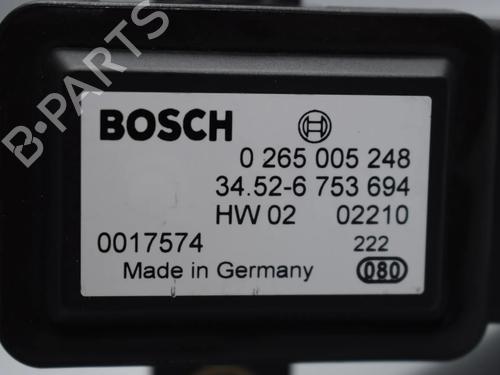 B-PARTS
BOSCH
0 265 005 248
34.52-6 753 694
HW 02 02210
0017574 222
Made in Germany 080